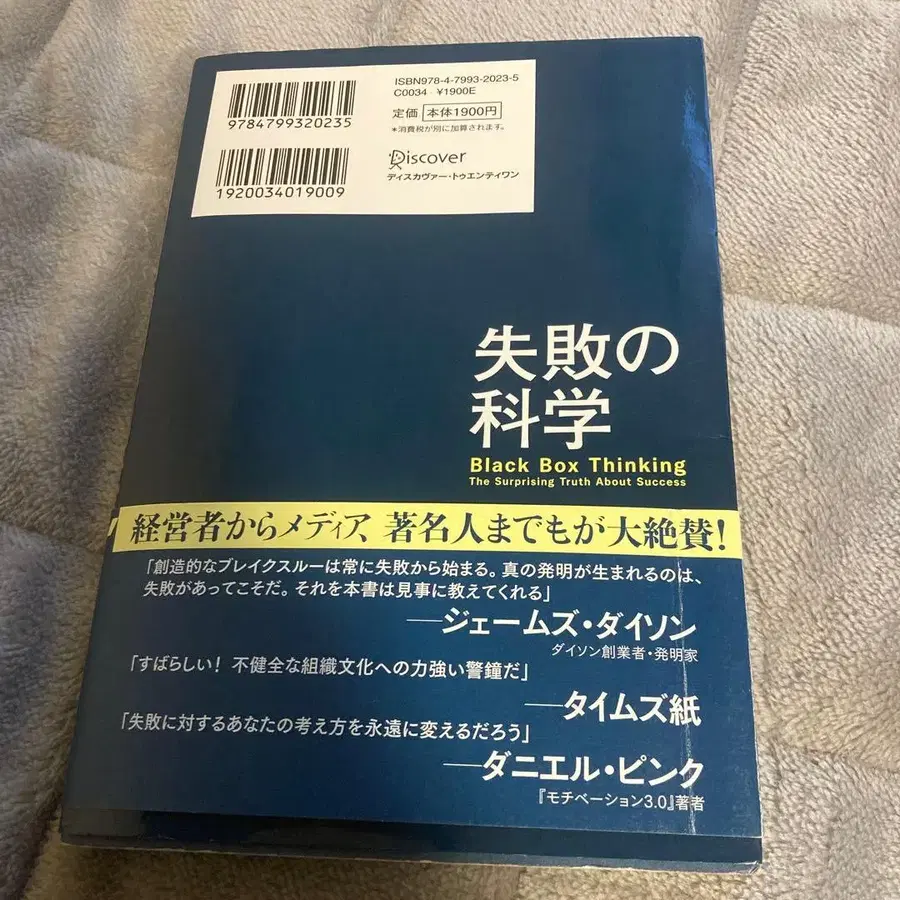 ISBN978-4-7993-2023-5
C0034 ¥1900E
9784799320235
定価 本体1900円
*消費税が別に加算されます。
Discover
ディスカヴァー・トゥエンティワン
1920034019009
失敗の
科学
Black Box Thinking
The Surprising Truth About Success
経営者からメディア、著名人までもが大絶賛!
「創造的なブレイクスルーは常に失敗から始まる。真の発明が生まれるのは、
失敗があってこそだ。それを本書は見事に教えてくれる」
──ジェームズ・ダイソン
ダイソン創業者・発明家
「すばらしい! 不健全な組織文化への力強い警鐘だ」
──タイムズ紙
「失敗に対するあなたの考え方を永遠に変えるだろう」
──ダニエル・ピンク
『モチベーション3.0』著者